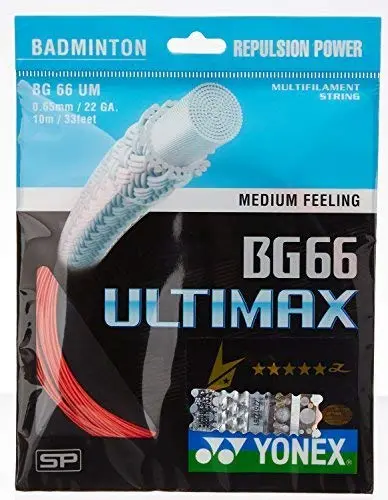 BADMINTON
REPULSION POWER
BG 66 UM
0.65mm / 22 GA.
10m / 33feet
MULTIFILAMENT
STRING
MEDIUM FEELING
BG66
ULTIMAX
SP
YONEX